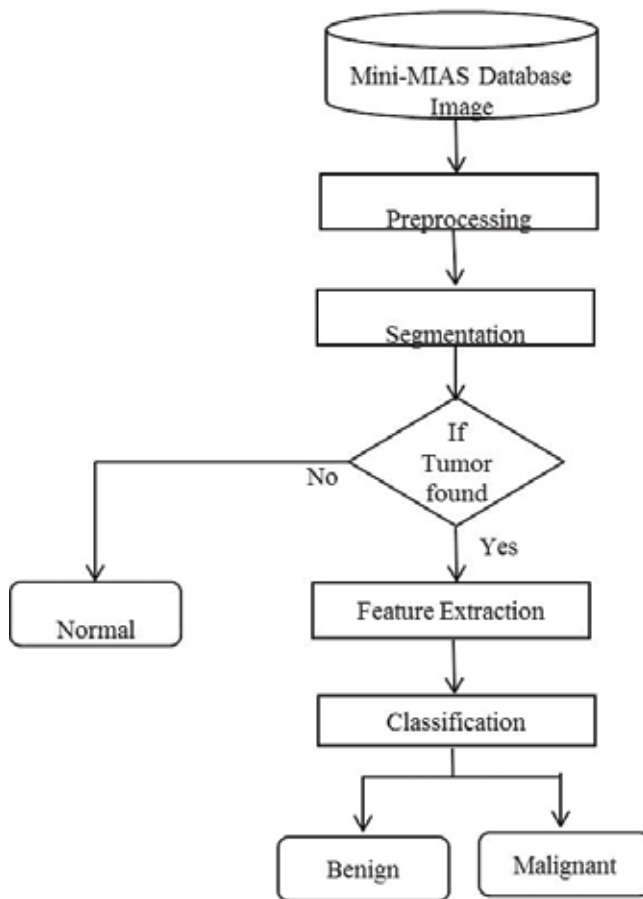 Mini-MIAS Database
Image
Preprocessing
Segmentation
If
Tumor
found
No
Yes
Normal
Feature Extraction
Classification
Benign
Malignant